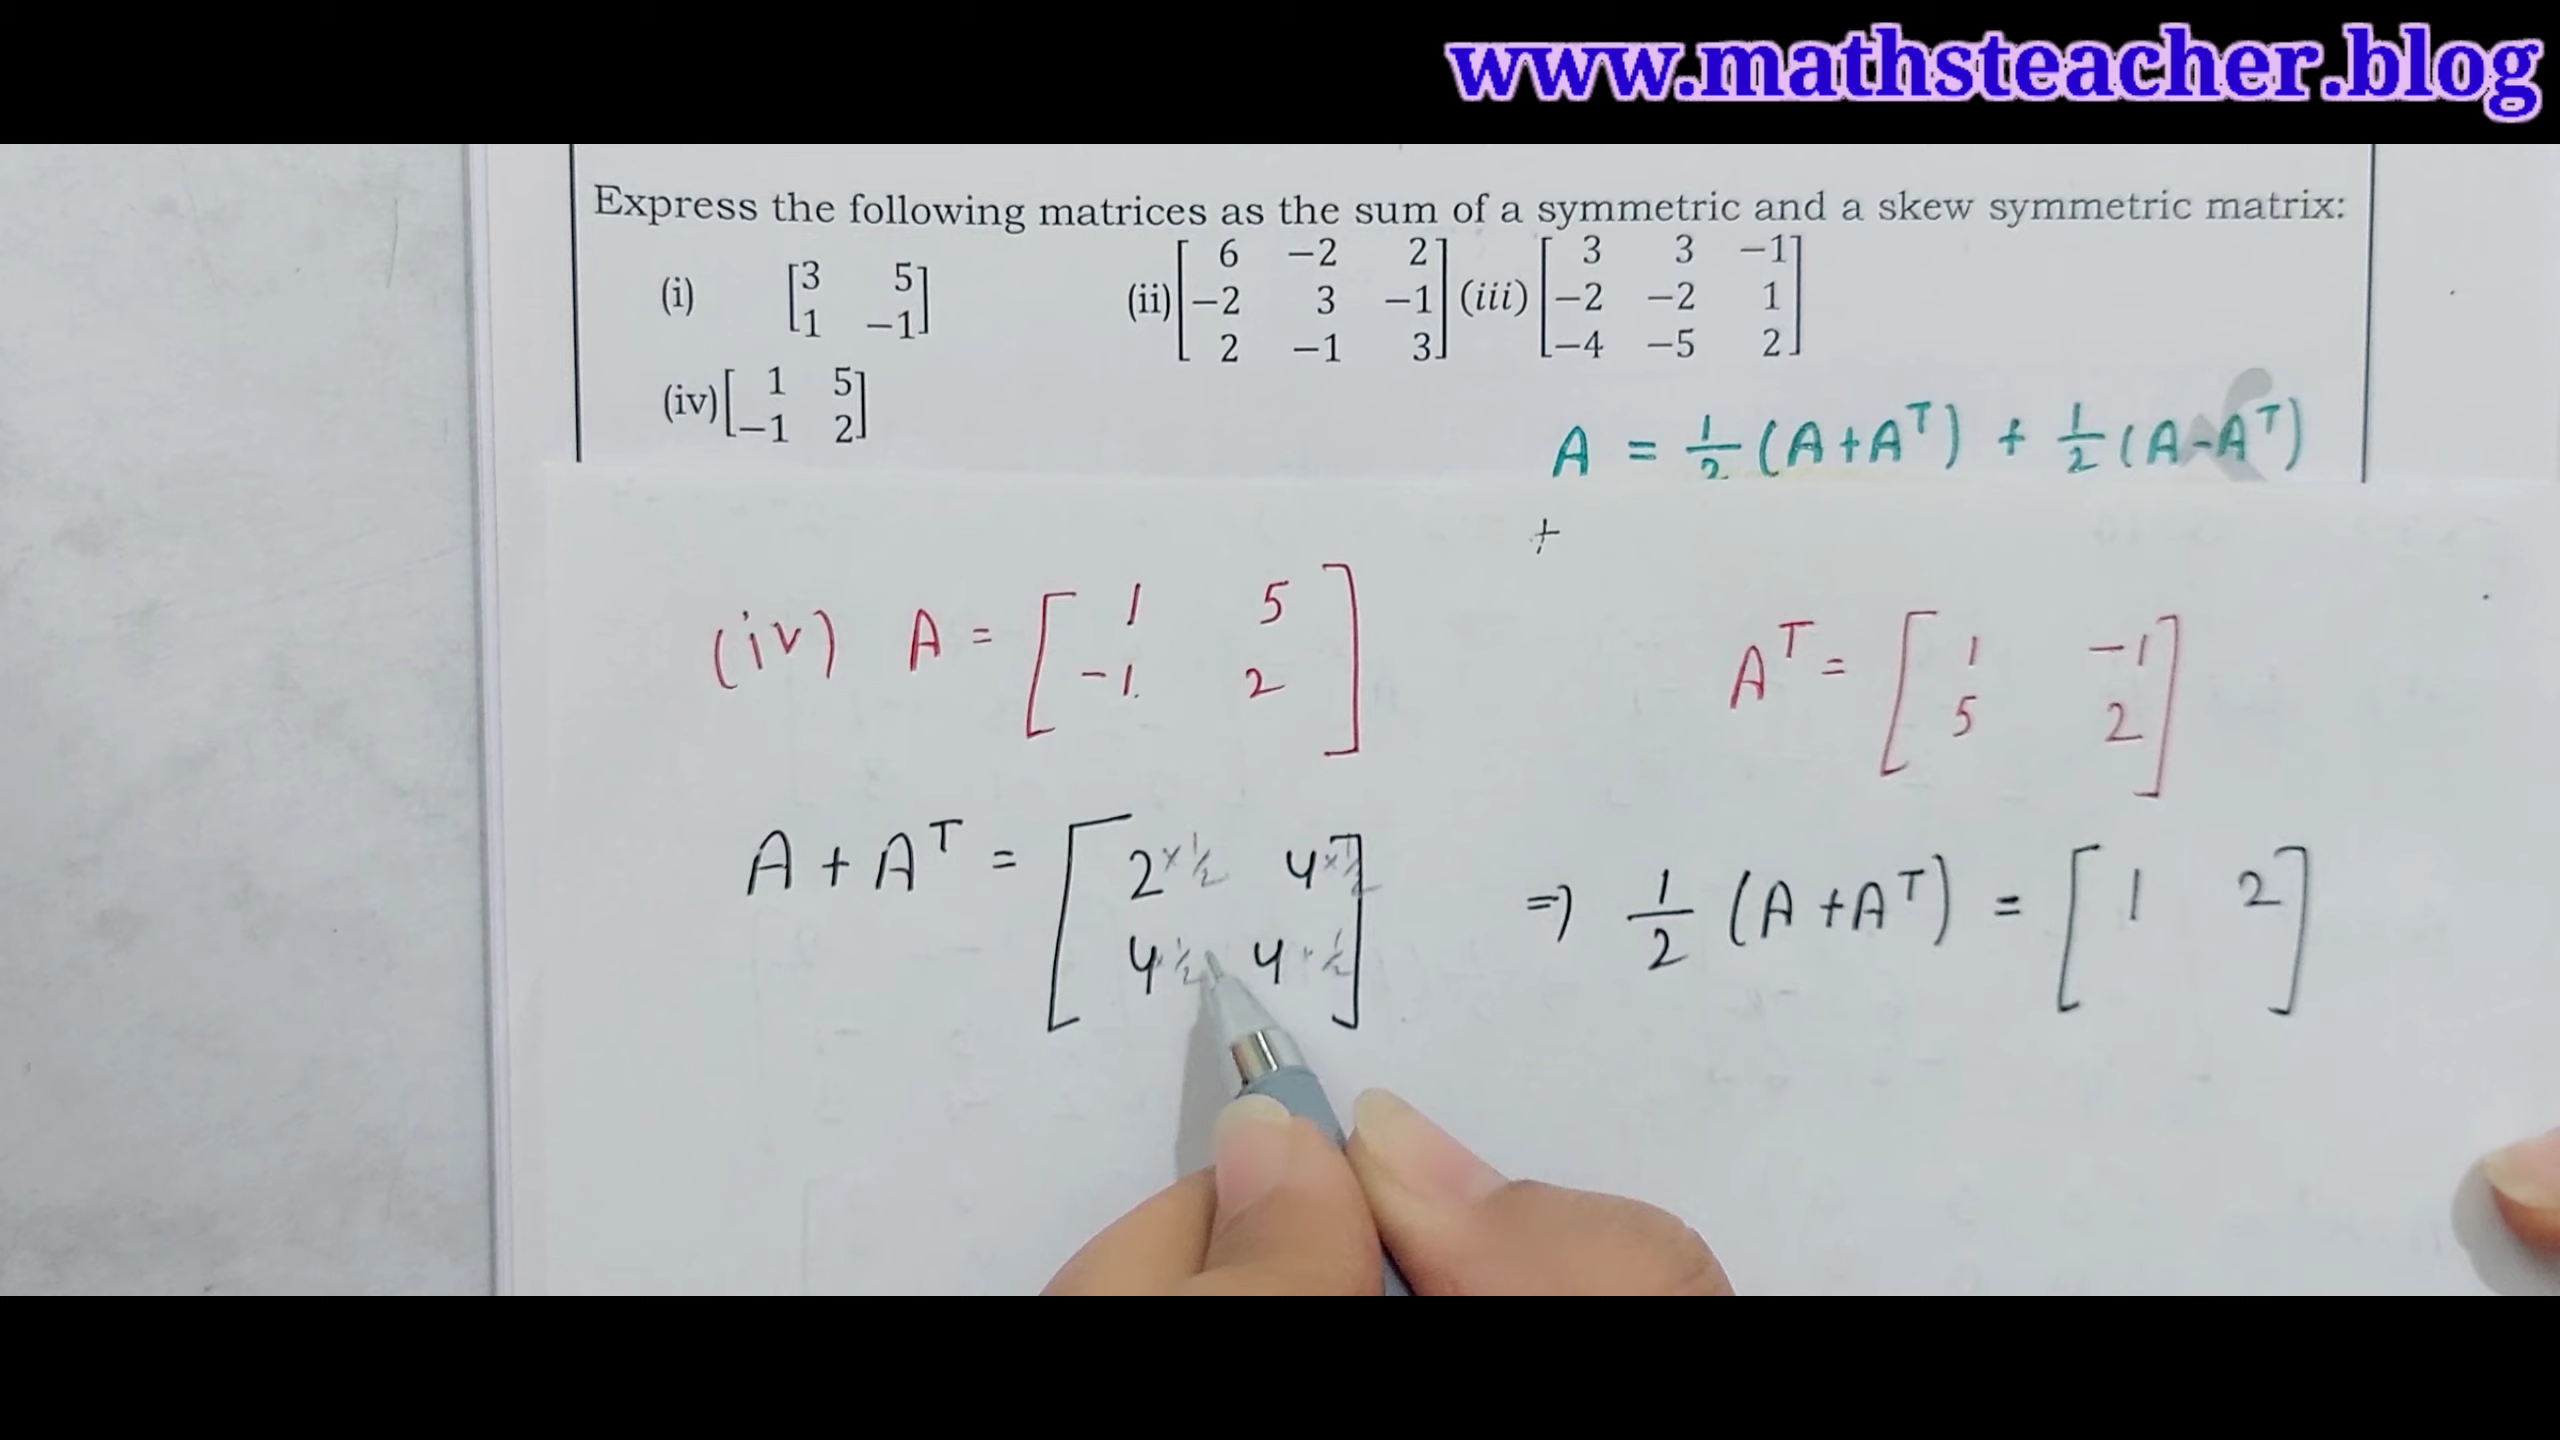 www.mathsteacher.blog
Express the following matrices as the sum of a symmetric and a skew symmetric matrix:
(i) [3 5
1 −1]
(ii) [6 −2 2
−2 3 −1
2 −1 3]
(iii) [3 3 −1
−2 −2 1
−4 −5 2]
(iv) [1 5
−1 2]
A = 1/2 (A+Aᵀ) + 1/2 (A-Aᵀ)
+
(iv) A = [1 5
-1 2]
Aᵀ = [1 -1
5 2]
A + Aᵀ = [2×1/2 4×1/2
4×1/2 4×1/2]
⇒ 1/2 (A+Aᵀ) = [1 2]